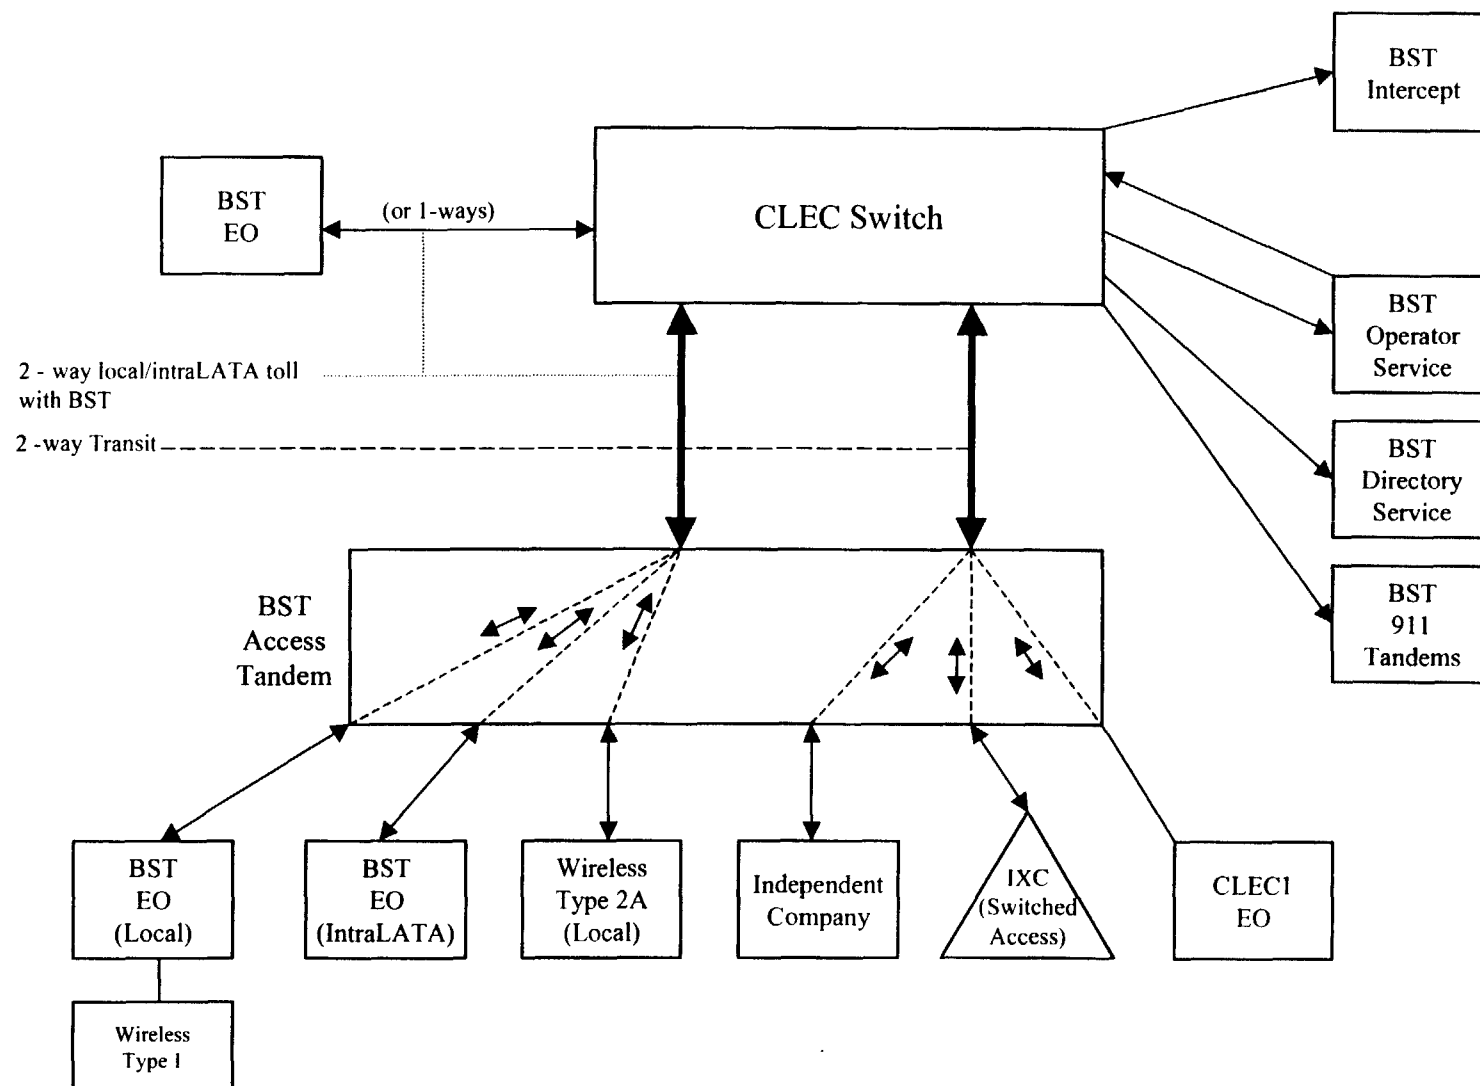 BST
Intercept
BST
EO
(or 1-ways)
CLEC Switch
BST
Operator
Service
2 - way local/intraLATA toll
with BST
2 -way Transit
BST
Directory
Service
BST
911
Tandems
BST
Access
Tandem
BST
EO
(Local)
BST
EO
(IntraLATA)
Wireless
Type 2A
(Local)
Independent
Company
IXC
(Switched
Access)
CLEC1
EO
Wireless
Type 1